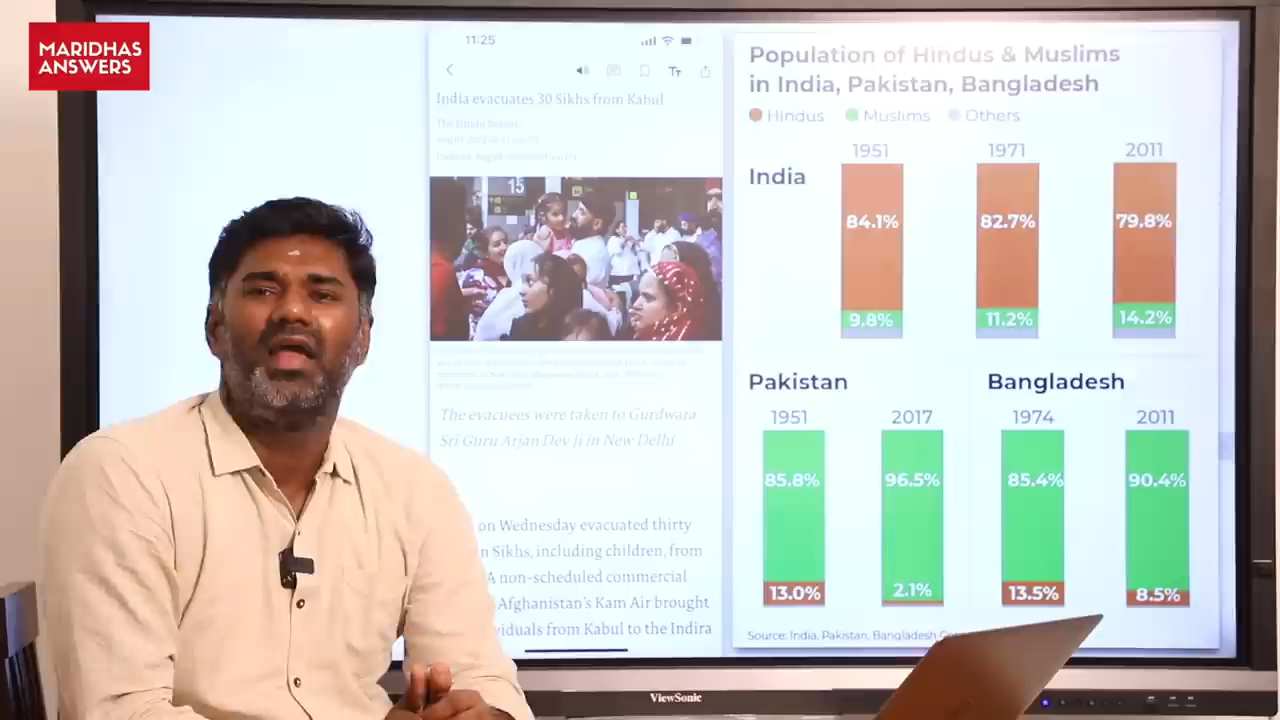 MARIDHAS
ANSWERS
11:25
India evacuates 30 Sikhs from Kabul
The Hindu Bureau
15
The evacuees were taken to Gurdwara
Sri Guru Arjan Dev Ji in New Delhi
on Wednesday evacuated thirty
n Sikhs, including children, from
A non-scheduled commercial
Afghanistan's Kam Air brought
viduals from Kabul to the Indira
Population of Hindus & Muslims
in India, Pakistan, Bangladesh
Hindus Muslims Others
India
1951 1971 2011
84.1% 82.7% 79.8%
9.8% 11.2% 14.2%
Pakistan
1951 2017
85.8% 96.5%
13.0% 2.1%
Bangladesh
1974 2011
85.4% 90.4%
13.5% 8.5%
Source: India, Pakistan, Bangladesh
ViewSonic